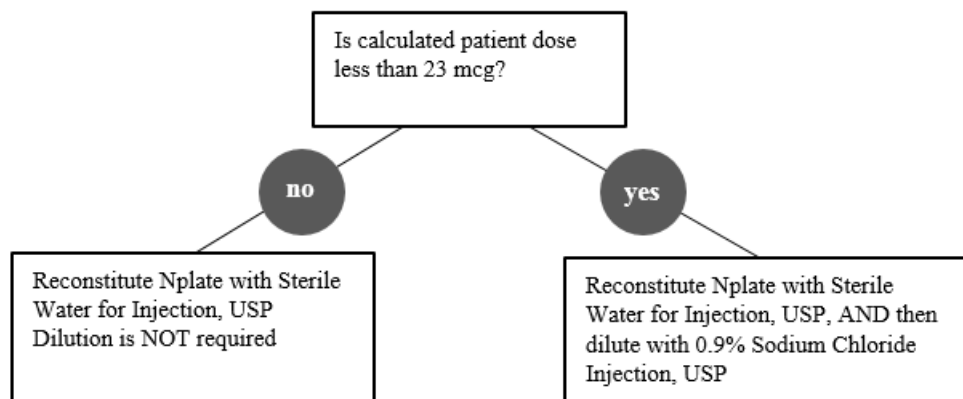 Is calculated patient dose
less than 23 mcg?
no
yes
Reconstitute Nplate with Sterile
Water for Injection, USP
Dilution is NOT required
Reconstitute Nplate with Sterile
Water for Injection, USP, AND then
dilute with 0.9% Sodium Chloride
Injection, USP